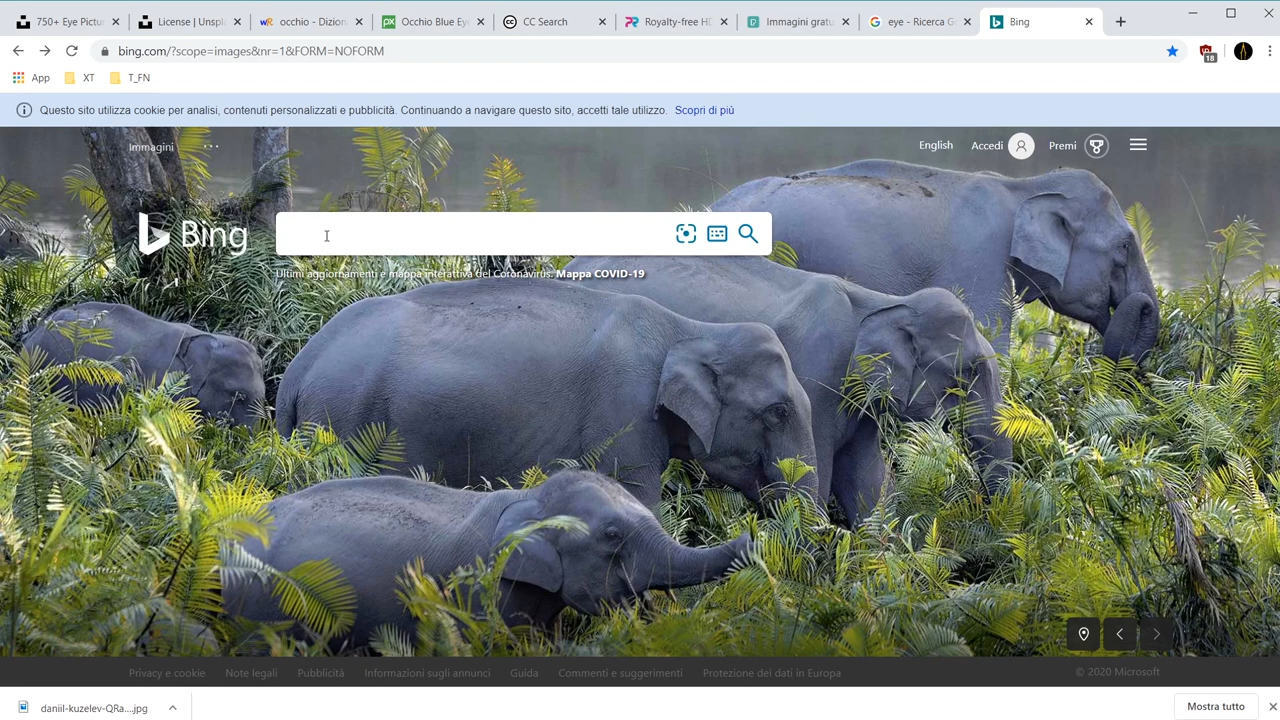 750+ Eye Pictur
License | Unspl
occhio - Dizion
Occhio Blue Ey
CC Search
Royalty-free H
Immagini gratu
eye - Ricerca G
Bing
bing.com/?scope=images&nr=1&FORM=NOFORM
18
App
XT
T_FN
Questo sito utilizza cookie per analisi, contenuti personalizzati e pubblicità. Continuando a navigare questo sito, accetti tale utilizzo. Scopri di più
Immagini
English
Accedi
Premi
Bing
Ultimi aggiornamenti e mappa interattiva del Coronavirus. Mappa COVID-19
Privacy e cookie
Note legali
Pubblicità
Informazioni sugli annunci
Guida
Commenti e suggerimenti
Protezione dei dati in Europa
© 2020 Microsoft
daniil-kuzelev-QRa....jpg
Mostra tutto